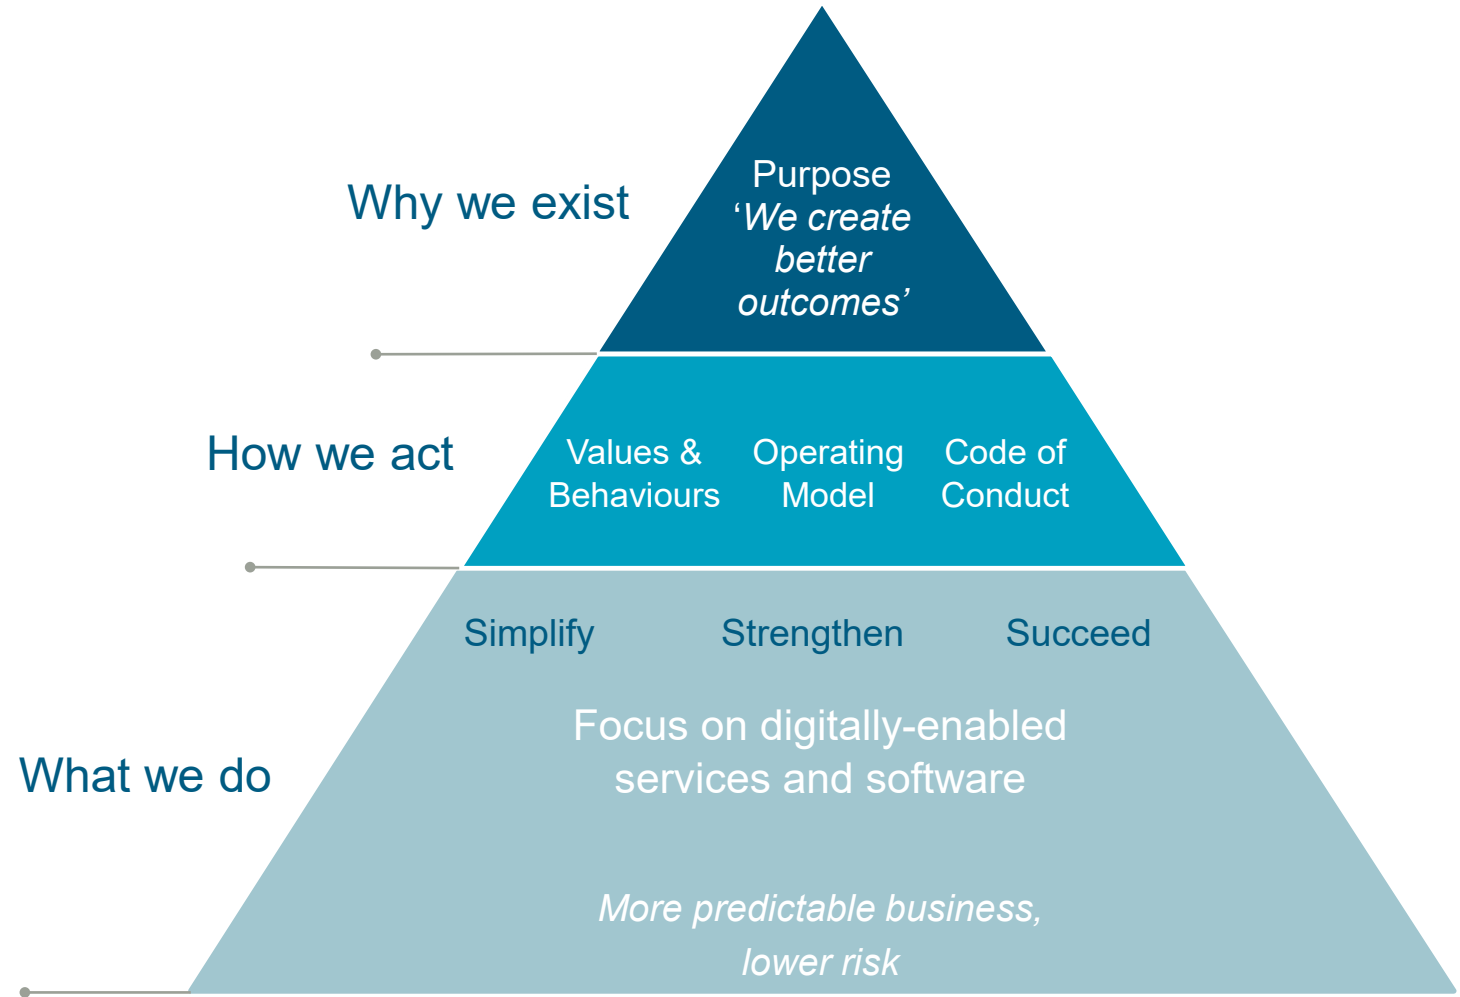 Why we exist
Purpose
‘We create
better
outcomes’
How we act
Values &
Behaviours
Operating
Model
Code of
Conduct
What we do
Simplify
Strengthen
Succeed
Focus on digitally-enabled
services and software
More predictable business,
lower risk